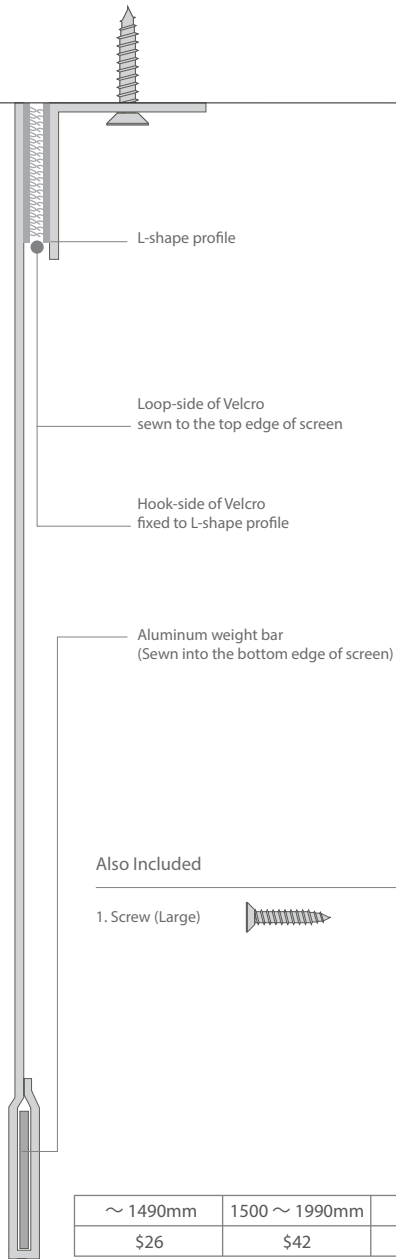 L-shape profile
Loop-side of Velcro
sewn to the top edge of screen
Hook-side of Velcro
fixed to L-shape profile
Aluminum weight bar
(Sewn into the bottom edge of screen)
Also Included
1. Screw (Large)
～ 1490mm 1500 ～ 1990mm
$26 $42